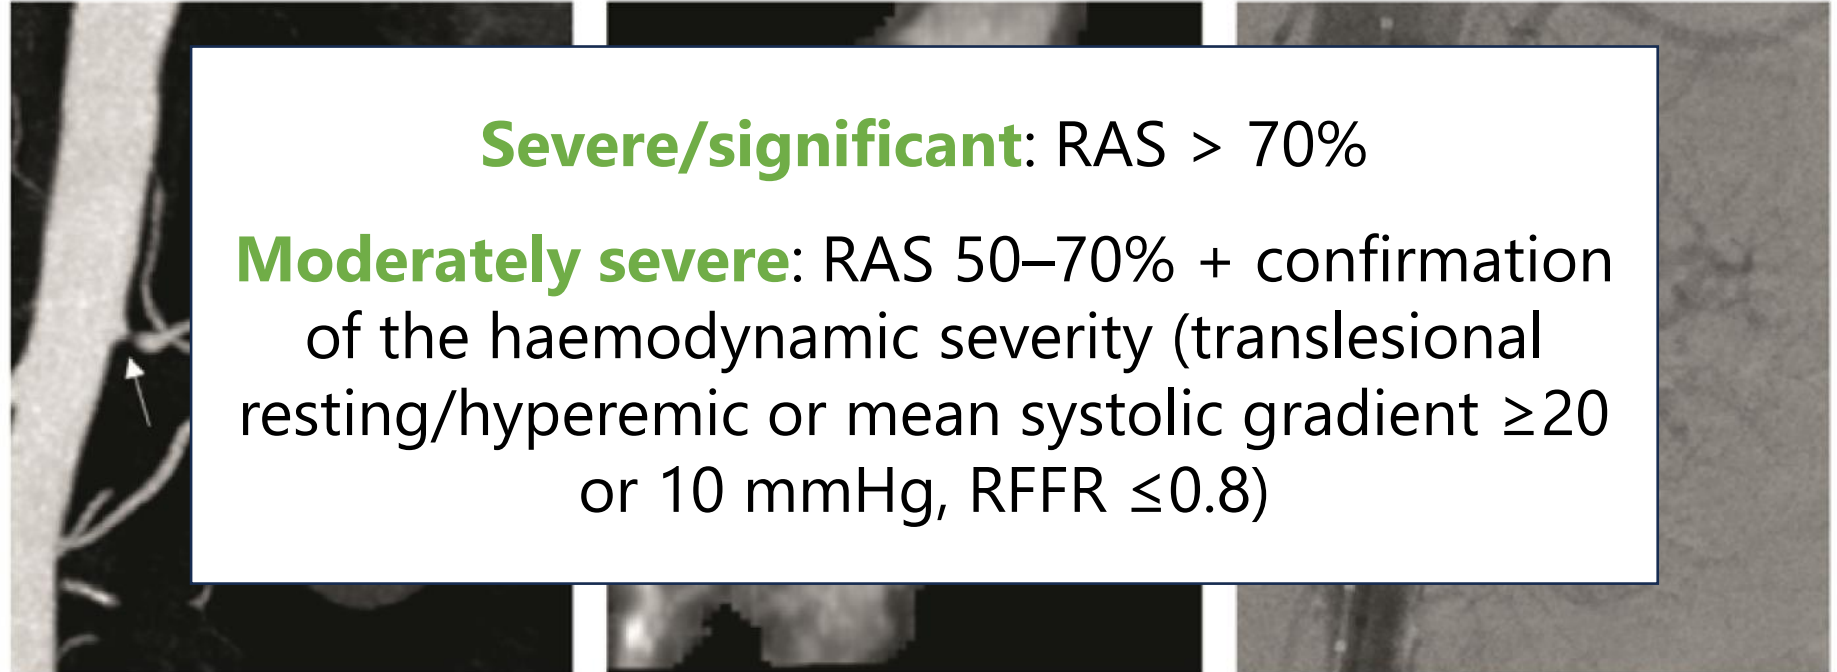 Severe/significant: RAS > 70%
Moderately severe: RAS 50–70% + confirmation
of the haemodynamic severity (translesional
resting/hyperemic or mean systolic gradient ≥20
or 10 mmHg, RFFR ≤0.8)